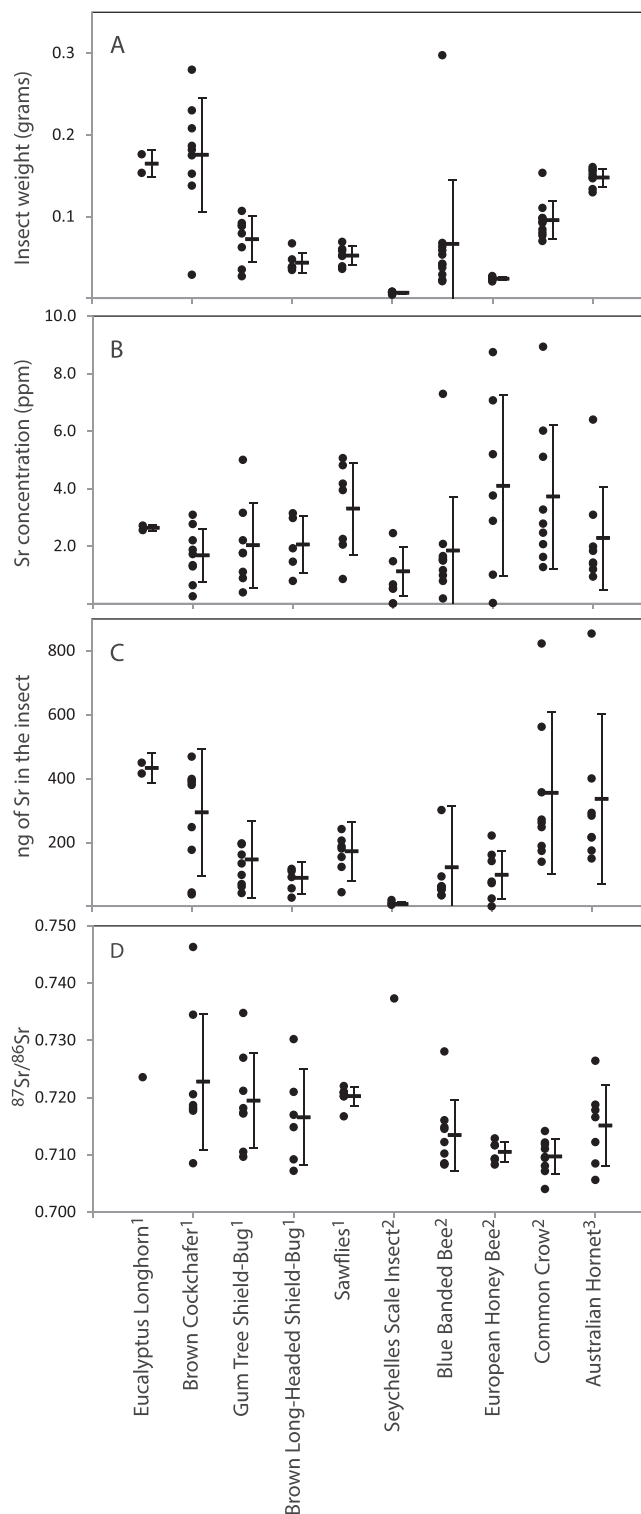 A
Insect weight (grams)
0.3
0.2
0.1
B
Sr concentration (ppm)
10.0
8.0
6.0
4.0
2.0
C
ng of Sr in the insect
800
600
400
200
D
⁸⁷Sr/⁸⁶Sr
0.750
0.740
0.730
0.720
0.710
0.700
Eucalyptus Longhorn¹
Brown Cockchafer¹
Gum Tree Shield-Bug¹
Brown Long-Headed Shield-Bug¹
Sawflies¹
Seychelles Scale Insect²
Blue Banded Bee²
European Honey Bee²
Common Crow²
Australian Hornet³